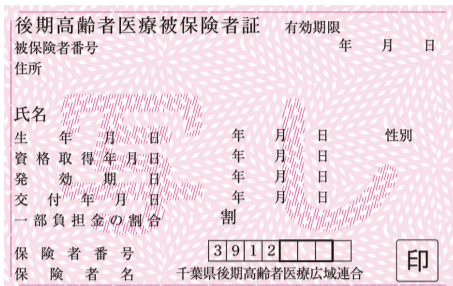 後期高齢者医療被保険者証 有効期限
被保険者番号 年 月 日
住所
氏名
生年月日 年 月 日 性別
資格取得年月日 年 月 日
発効期日 年 月 日
交付年月日 年 月 日
一部負担金の割合 割
保険者番号 3912
保険者名 千葉県後期高齢者医療広域連合 印